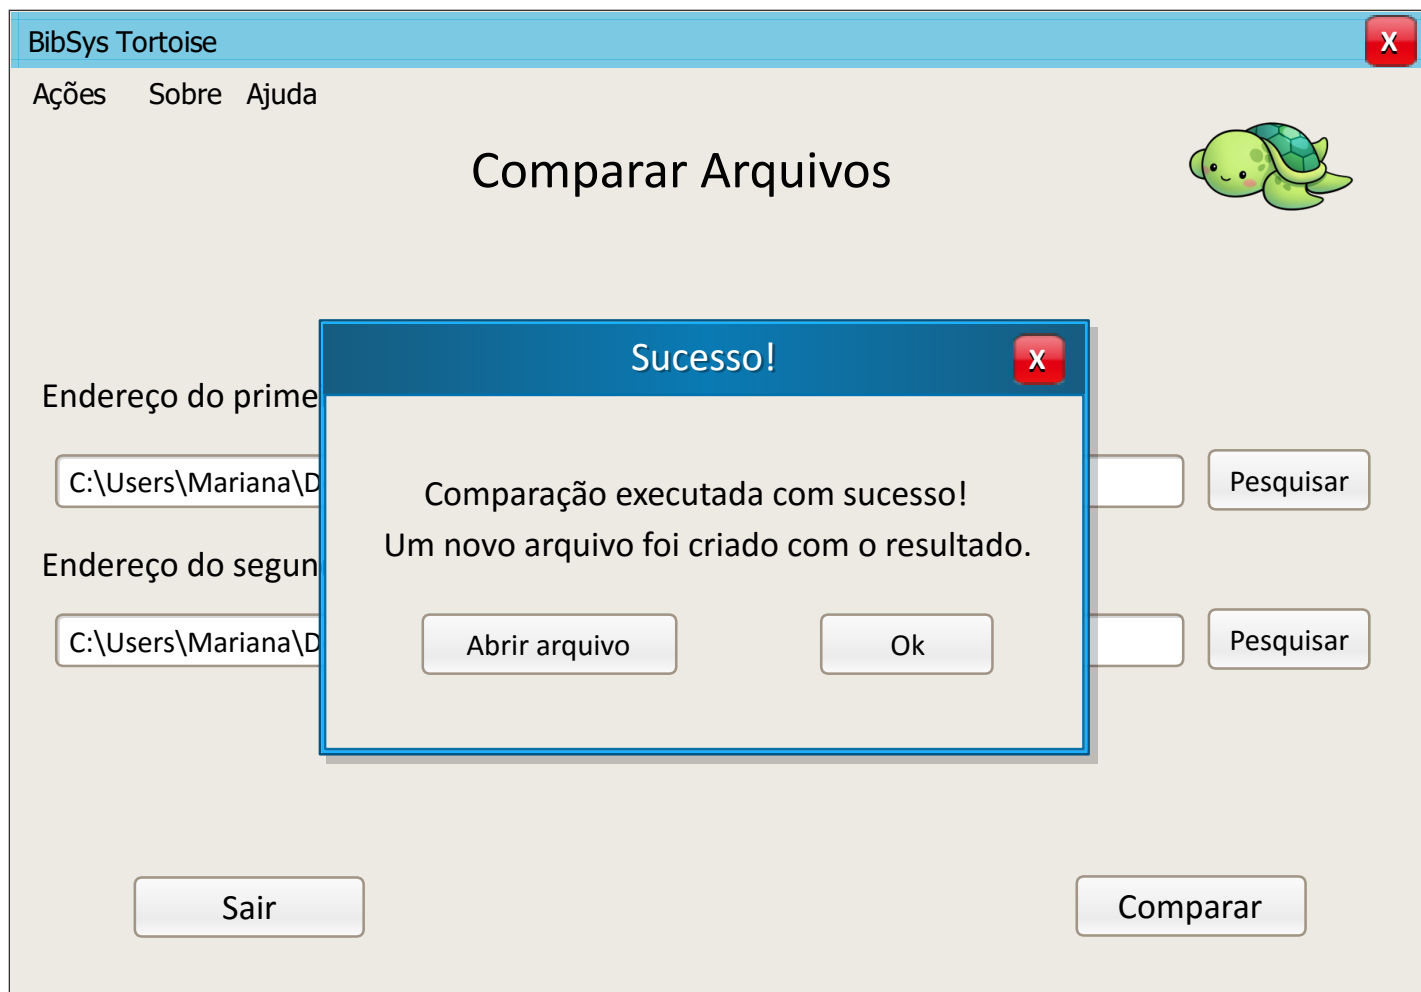 BibSys Tortoise
X
Ações Sobre Ajuda
Comparar Arquivos
Sucesso!
X
Endereço do prime
C:\Users\Mariana\D
Pesquisar
Comparação executada com sucesso!
Um novo arquivo foi criado com o resultado.
Endereço do segun
C:\Users\Mariana\D
Abrir arquivo
Ok
Pesquisar
Sair
Comparar